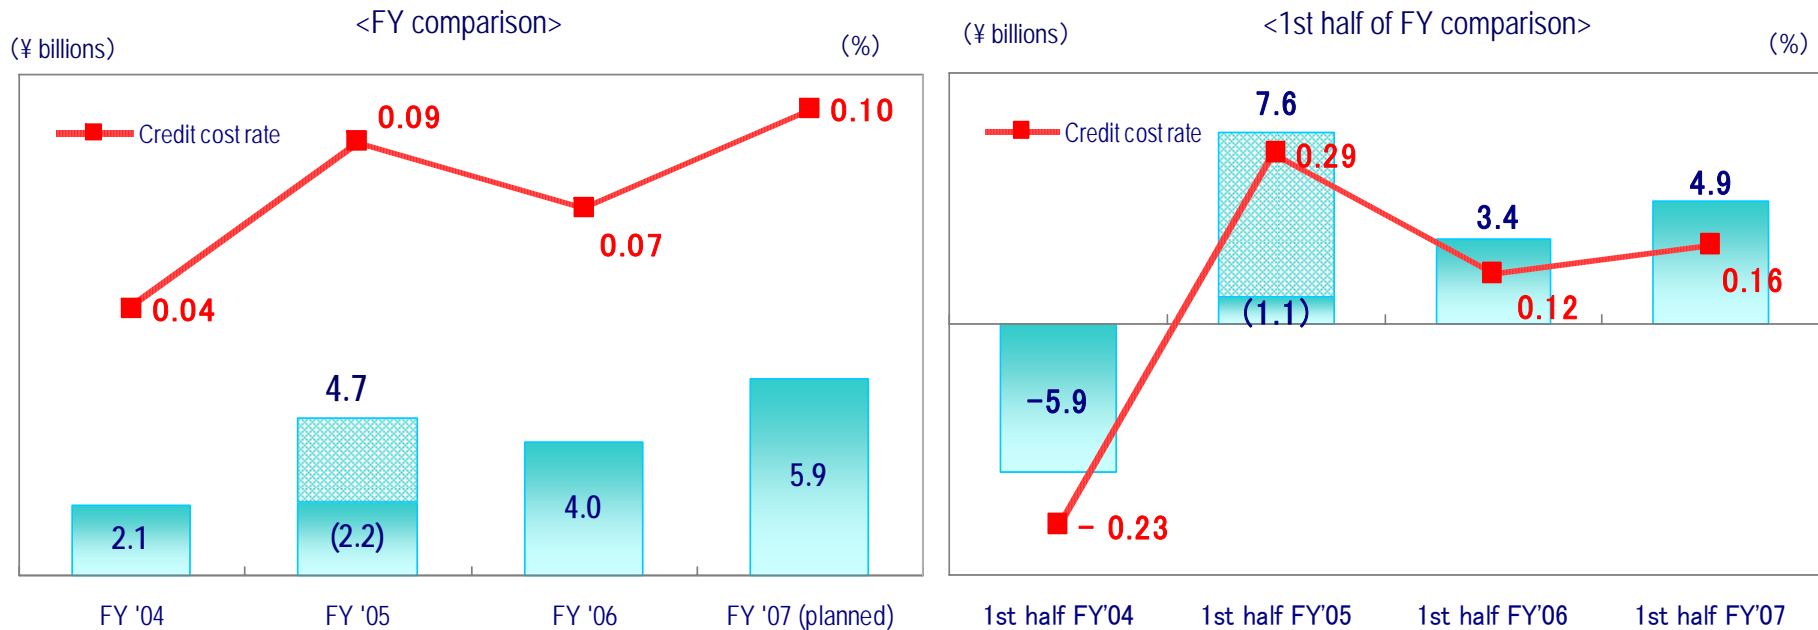 <FY comparison>
(¥ billions)
(%)
Credit cost rate
0.09
0.10
0.04
0.07
4.7
2.1
(2.2)
4.0
5.9
FY '04
FY '05
FY '06
FY '07 (planned)
<1st half of FY comparison>
(¥ billions)
(%)
Credit cost rate
7.6
0.29
3.4
4.9
(1.1)
0.12
0.16
−5.9
− 0.23
1st half FY'04
1st half FY'05
1st half FY'06
1st half FY'07